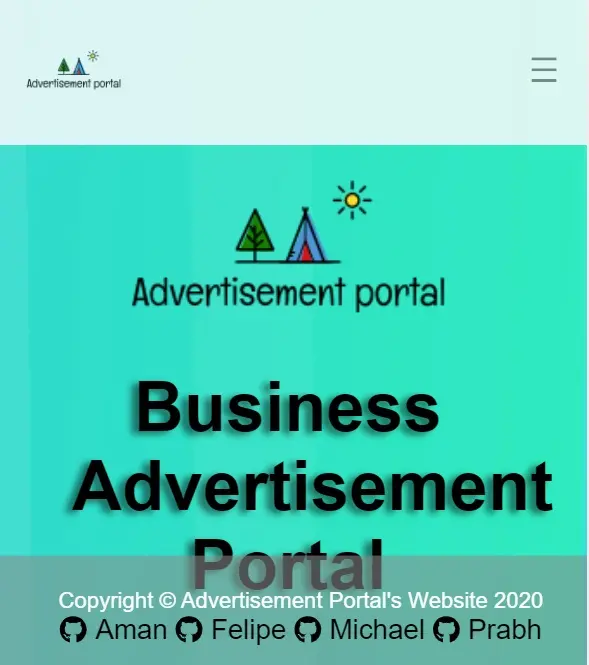 Advertisement portal
Advertisement portal
Business
Advertisement
Portal
Copyright © Advertisement Portal's Website 2020
Aman Felipe Michael Prabh